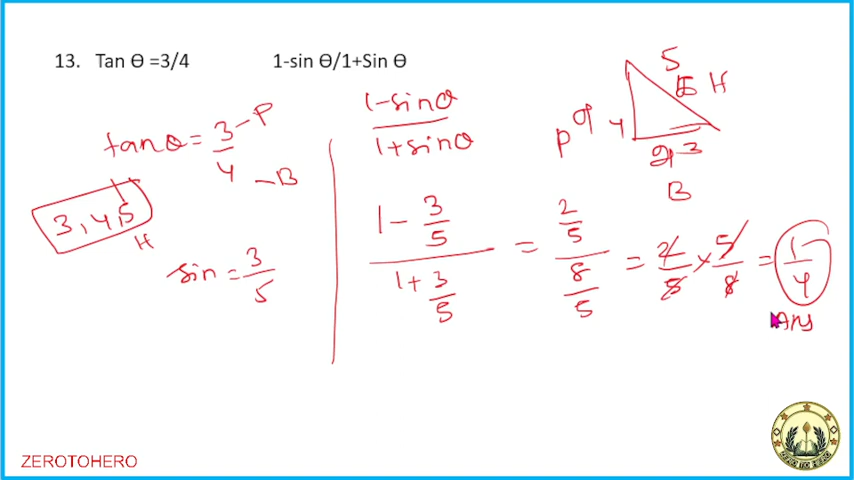 13. Tan Θ =3/4 1-sin Θ/1+Sin Θ
tanθ = 3/4 -P -B
3, 4, 5
H
sin = 3/5
1-sinθ / 1+sinθ
1 - 3/5 / 1 + 3/5 = 2/5 / 8/5 = 2/5 × 5/8 = 1/4
Ans
5
H
P
4
3
B
ZEROTOHERO